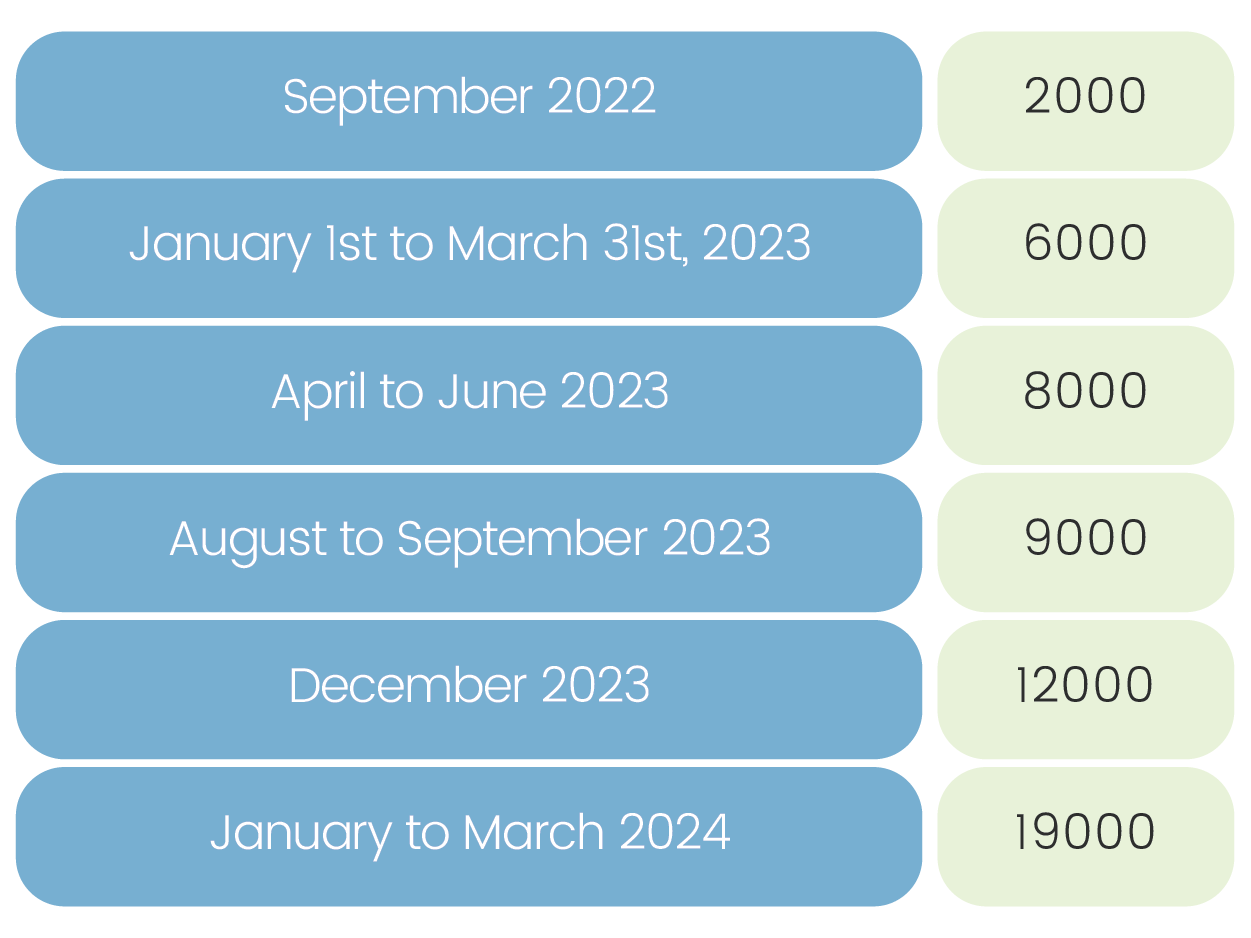 September 2022 2000
January 1st to March 31st, 2023 6000
April to June 2023 8000
August to September 2023 9000
December 2023 12000
January to March 2024 19000